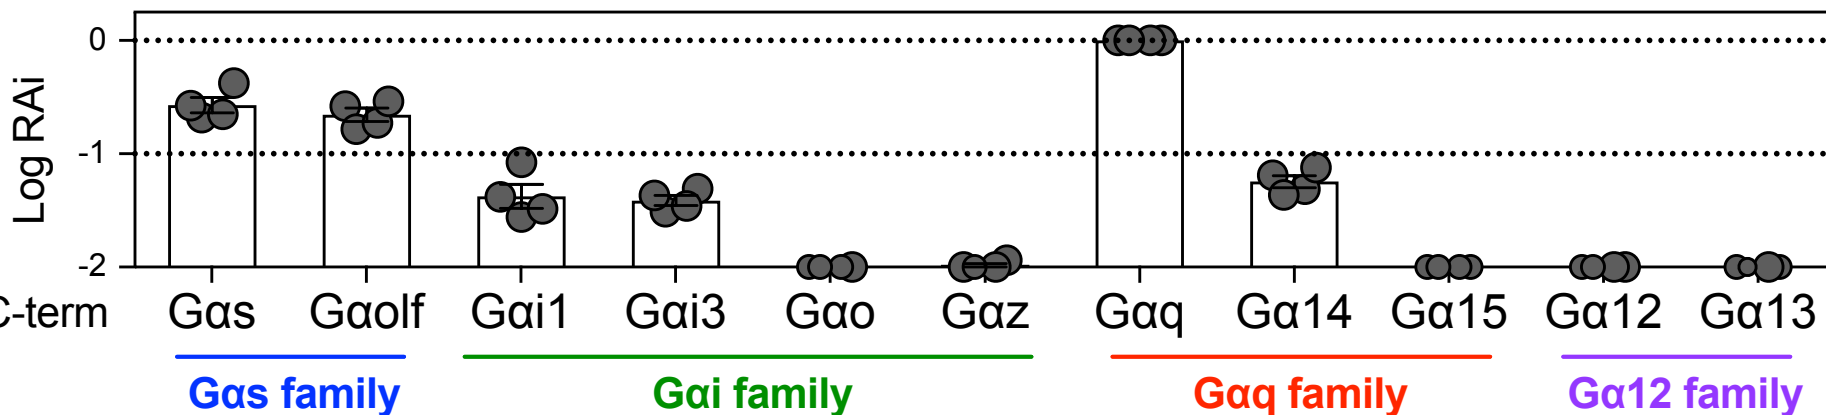 0
-1
-2
Log RAi
C-term Gαs Gαolf Gαi1 Gαi3 Gαo Gαz Gαq Gα14 Gα15 Gα12 Gα13
Gαs family Gαi family Gαq family Gα12 family